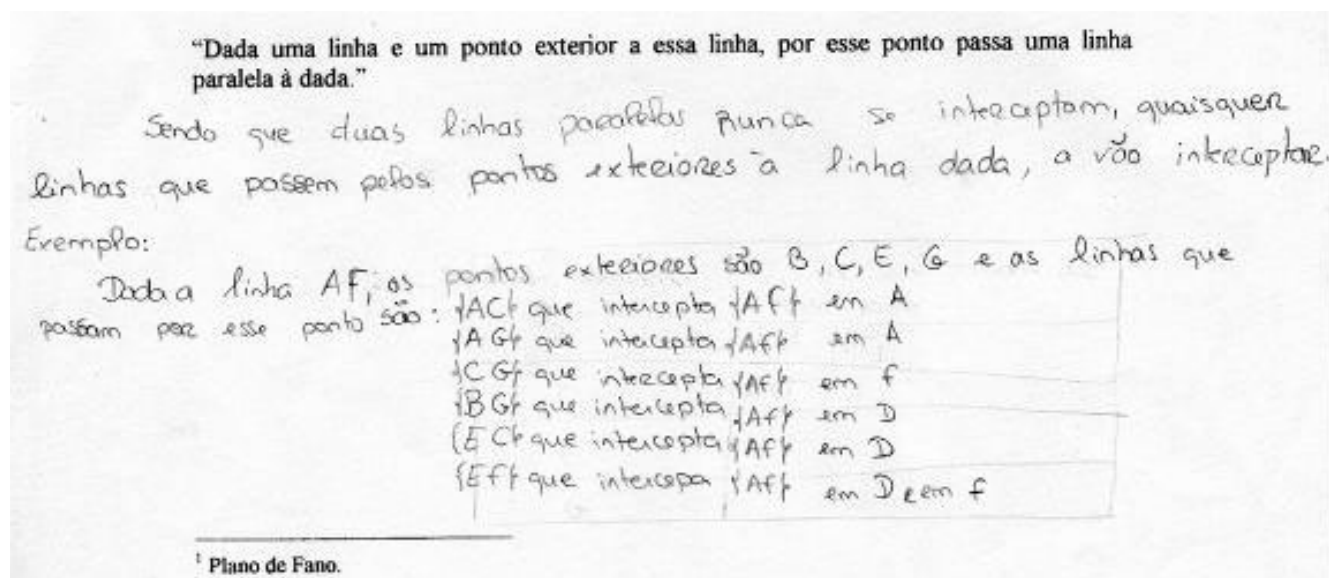 “Dada uma linha e um ponto exterior a essa linha, por esse ponto passa uma linha
paralela à dada.”
Sendo que duas linhas paralelas nunca se interceptam, quaisquer
linhas que passem pelos pontos exteriores à linha dada, a vão interceptar.
Exemplo:
Dada a linha AF, os pontos exteriores são B, C, E, G e as linhas que
passam por esse ponto são: {AC} que intercepta {AF} em A
{AG} que intercepta {AF} em A
{CG} que intercepta {AF} em F
{BG} que intercepta {AF} em D
{EC} que intercepta {AF} em D
{EF} que intercepa {AF} em D e em F
¹ Plano de Fano.